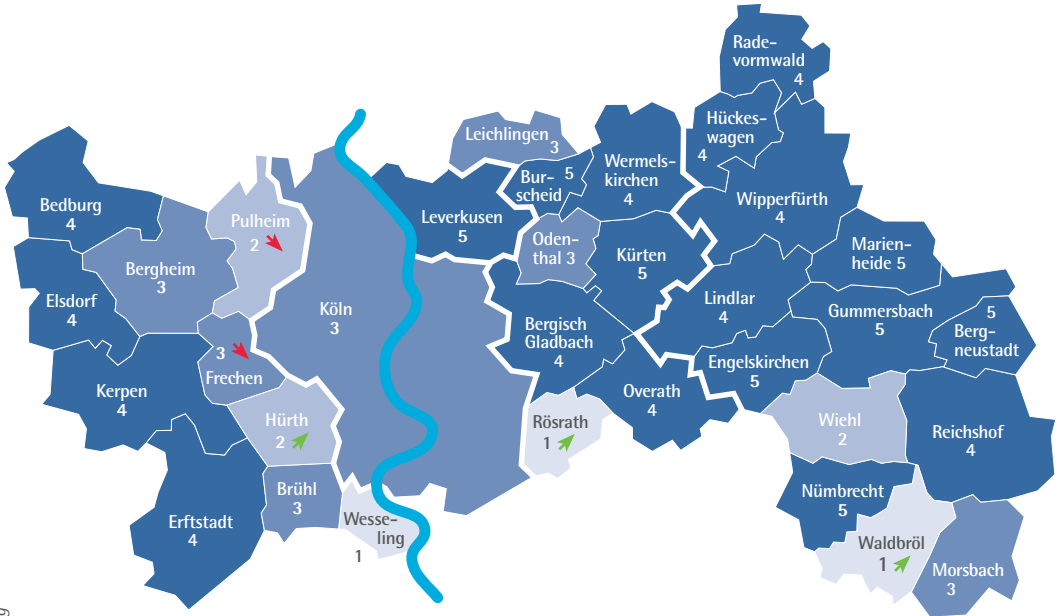 Rade-
vormwald
4
Hückes-
wagen
4
Leichlingen
3
Wermels-
kirchen
4
Bur-
scheid
5
Wipperfürth
4
Bedburg
4
Pulheim
2
Leverkusen
5
Oden-
thal 3
Kürten
5
Marien-
heide 5
Bergheim
3
Elsdorf
4
Köln
3
Lindlar
4
Gummersbach
5
5
Berg-
neustadt
Bergisch
Gladbach
4
3
Frechen
Engelskirchen
5
Kerpen
4
Overath
4
Hürth
2
Rösrath
1
Wiehl
2
Reichshof
4
Brühl
3
Nümbrecht
5
Erftstadt
4
Wesse-
ling
1
Waldbröl
1
Morsbach
3
g